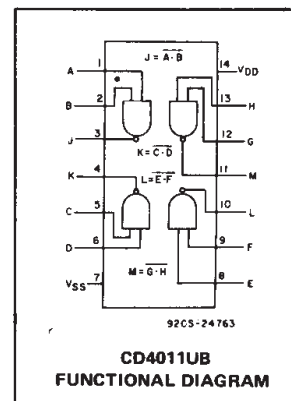 J = A·B
A 1
14 VDD
B 2
13 H
J 3
12 G
K = C·D
K 4
11 M
L = E·F
C 5
10 L
D 6
9 F
VSS 7
M = G·H
8 E
92CS-24763
CD4011UB
FUNCTIONAL DIAGRAM